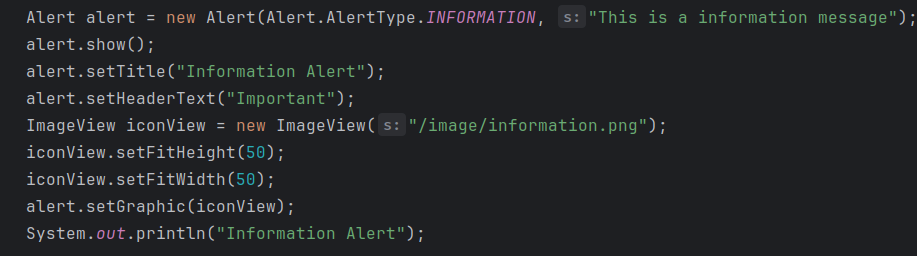 Alert alert = new Alert(Alert.AlertType.INFORMATION, s: "This is a information message");
alert.show();
alert.setTitle("Information Alert");
alert.setHeaderText("Important");
ImageView iconView = new ImageView( s: "/image/information.png");
iconView.setFitHeight(50);
iconView.setFitWidth(50);
alert.setGraphic(iconView);
System.out.println("Information Alert");